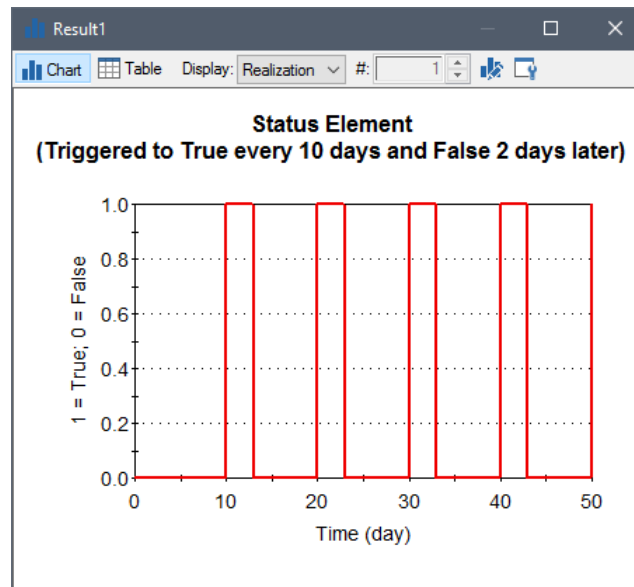 Result1
Chart Table Display: Realization #: 1
Status Element
(Triggered to True every 10 days and False 2 days later)
1 = True; 0 = False
1.0
0.8
0.6
0.4
0.2
0.0
0 10 20 30 40 50
Time (day)